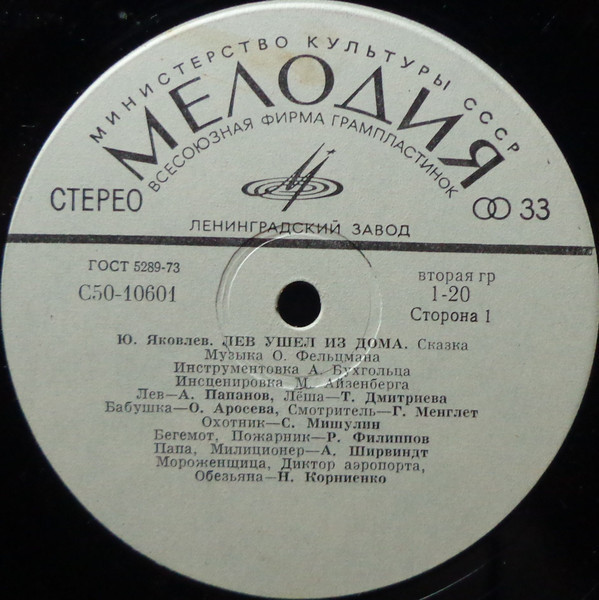 МИНИСТЕРСТВО КУЛЬТУРЫ СССР
МЕЛОДИЯ
ВСЕСОЮЗНАЯ ФИРМА ГРАМПЛАСТИНОК
СТЕРЕО
33
ЛЕНИНГРАДСКИЙ ЗАВОД
ГОСТ 5289-73
С50-10601
вторая гр
1-20
Сторона 1
Ю. Яковлев. ЛЕВ УШЕЛ ИЗ ДОМА. Сказка
Музыка О. Фельцмана
Инструментовка А. Бухгольца
Инсценировка М. Айзенберга
Лев—А. Папанов, Лёша—Т. Дмитриева
Бабушка—О. Аросева, Смотритель—Г. Менглет
Охотник—С. Мишулин
Бегемот, Пожарник—Р. Филиппов
Папа, Милиционер—А. Ширвиндт
Мороженщица, Диктор аэропорта,
Обезьяна—Н. Корниенко